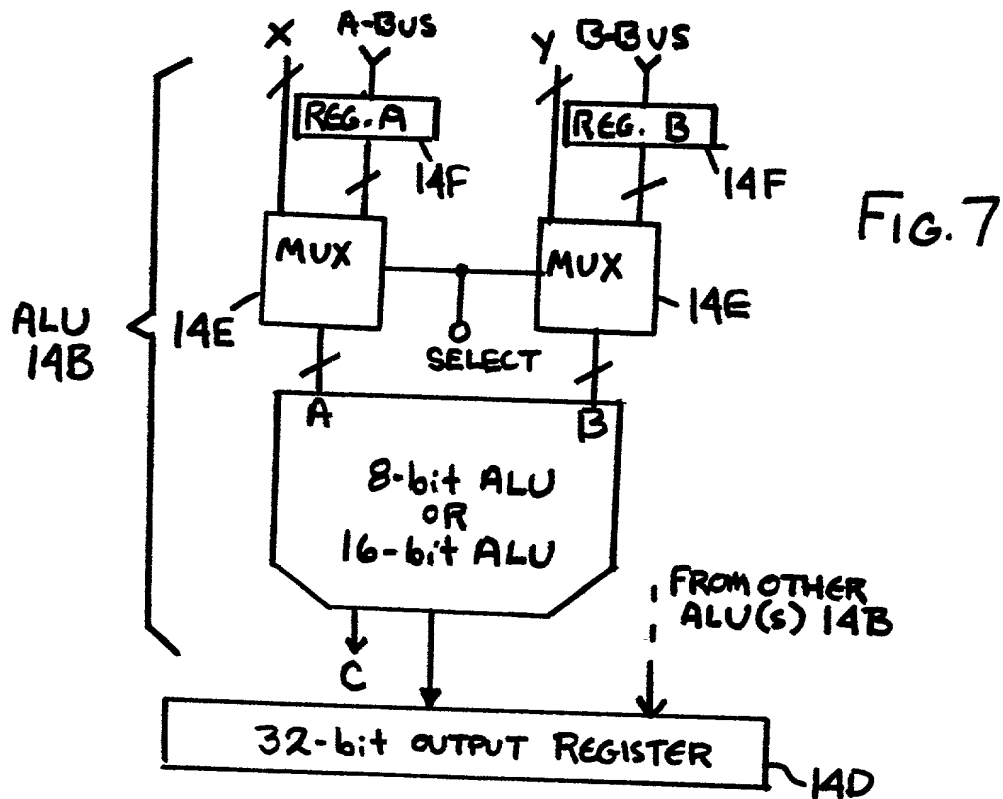 X A-BUS Y B-BUS
REG. A REG. B
14F 14F
FIG. 7
MUX MUX
14E 14E
SELECT
ALU
14B
A B
8-bit ALU
OR
16-bit ALU
FROM OTHER
ALU(s) 14B
C
32-bit OUTPUT REGISTER
14D